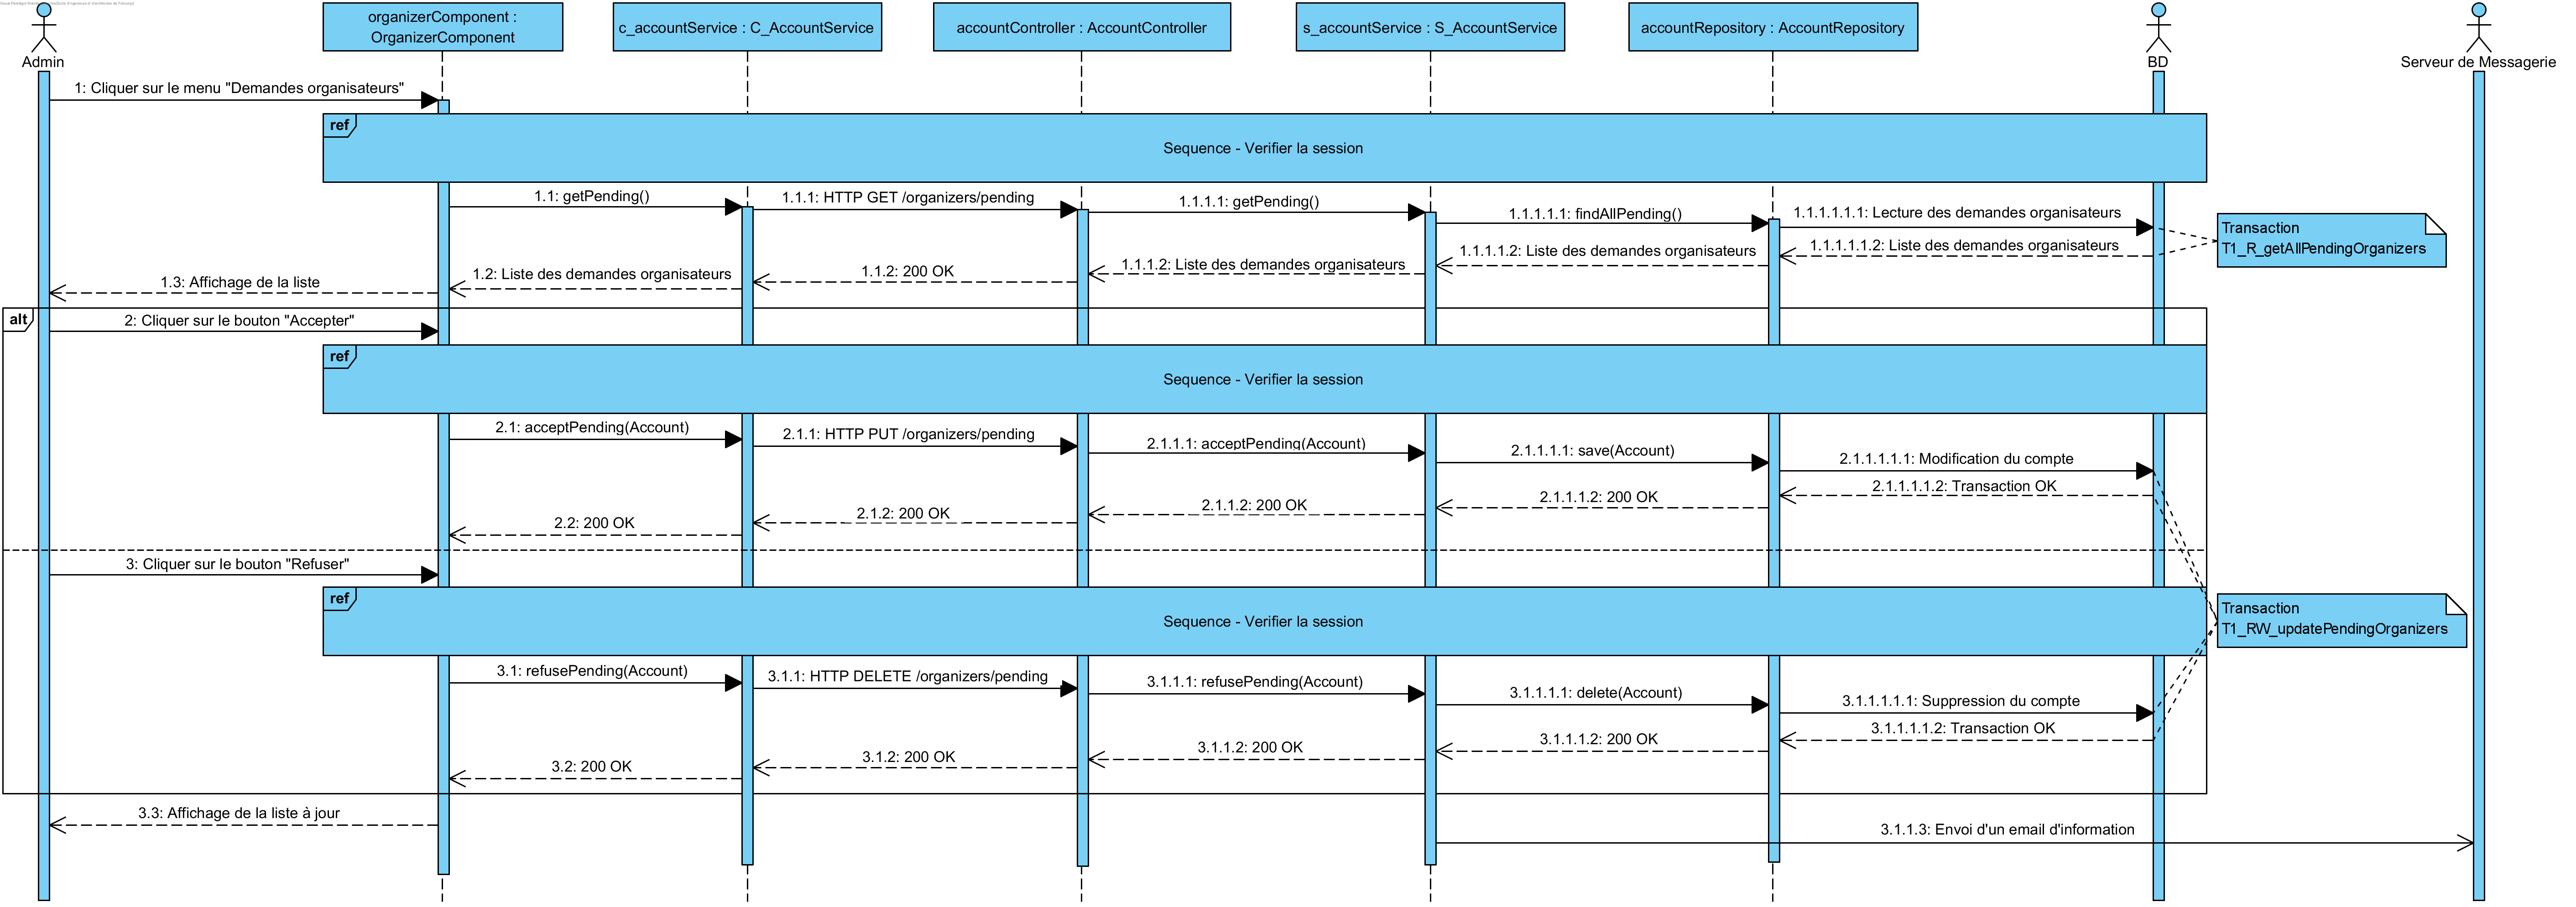 organizerComponent :
OrganizerComponent
c_accountService : C_AccountService
accountController : AccountController
s_accountService : S_AccountService
accountRepository : AccountRepository
Admin
BD
Serveur de Messagerie
1: Cliquer sur le menu "Demandes organisateurs"
ref
Sequence - Verifier la session
1.1: getPending()
1.1.1: HTTP GET /organizers/pending
1.1.1.1: getPending()
1.1.1.1.1: findAllPending()
1.1.1.1.1.1: Lecture des demandes organisateurs
Transaction
T1_R_getAllPendingOrganizers
1.1.1.1.1.2: Liste des demandes organisateurs
1.1.1.1.2: Liste des demandes organisateurs
1.1.1.2: Liste des demandes organisateurs
1.1.2: 200 OK
1.2: Liste des demandes organisateurs
1.3: Affichage de la liste
alt
2: Cliquer sur le bouton "Accepter"
ref
Sequence - Verifier la session
2.1: acceptPending(Account)
2.1.1: HTTP PUT /organizers/pending
2.1.1.1: acceptPending(Account)
2.1.1.1.1: save(Account)
2.1.1.1.1.1: Modification du compte
2.1.1.1.1.2: Transaction OK
2.1.1.1.2: 200 OK
2.1.1.2: 200 OK
2.1.2: 200 OK
2.2: 200 OK
3: Cliquer sur le bouton "Refuser"
ref
Sequence - Verifier la session
Transaction
T1_RW_updatePendingOrganizers
3.1: refusePending(Account)
3.1.1: HTTP DELETE /organizers/pending
3.1.1.1: refusePending(Account)
3.1.1.1.1: delete(Account)
3.1.1.1.1.1: Suppression du compte
3.1.1.1.1.2: Transaction OK
3.1.1.1.2: 200 OK
3.1.1.2: 200 OK
3.1.2: 200 OK
3.2: 200 OK
3.3: Affichage de la liste à jour
3.1.1.3: Envoi d'un email d'information